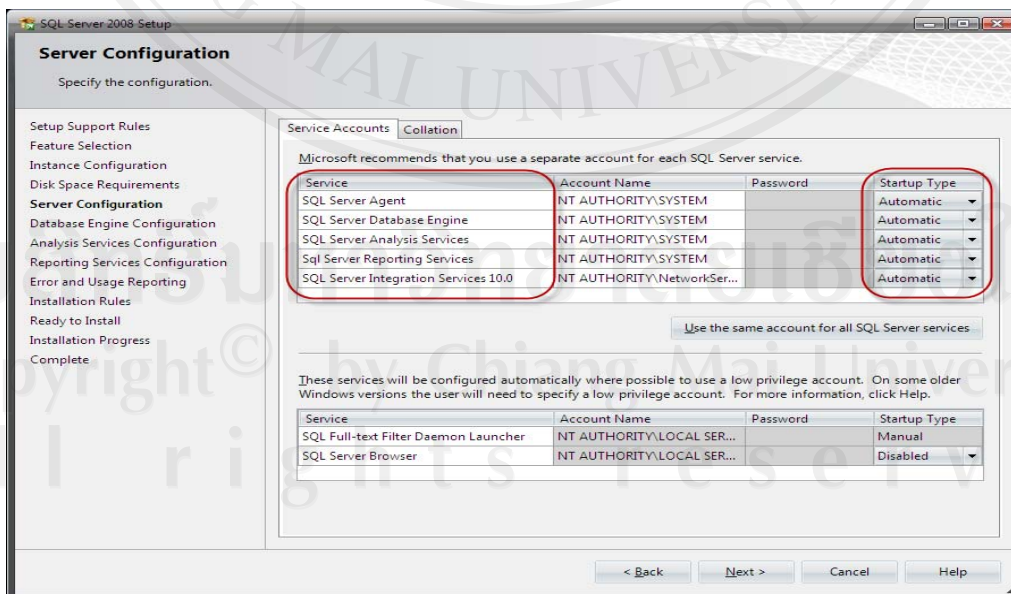 SQL Server 2008 Setup
Server Configuration
Specify the configuration.
Setup Support Rules
Feature Selection
Instance Configuration
Disk Space Requirements
Server Configuration
Database Engine Configuration
Analysis Services Configuration
Reporting Services Configuration
Error and Usage Reporting
Installation Rules
Ready to Install
Installation Progress
Complete
Service Accounts Collation
Microsoft recommends that you use a separate account for each SQL Server service.
Service Account Name Password Startup Type
SQL Server Agent NT AUTHORITY\SYSTEM Automatic
SQL Server Database Engine NT AUTHORITY\SYSTEM Automatic
SQL Server Analysis Services NT AUTHORITY\SYSTEM Automatic
Sql Server Reporting Services NT AUTHORITY\SYSTEM Automatic
SQL Server Integration Services 10.0 NT AUTHORITY\NetworkSer... Automatic
Use the same account for all SQL Server services
These services will be configured automatically where possible to use a low privilege account. On some older
Windows versions the user will need to specify a low privilege account. For more information, click Help.
Service Account Name Password Startup Type
SQL Full-text Filter Daemon Launcher NT AUTHORITY\LOCAL SER... Manual
SQL Server Browser NT AUTHORITY\LOCAL SER... Disabled
< Back Next > Cancel Help
MAI UNIVERSI
pyright© by Chiang Mai Univer
l rights reserv